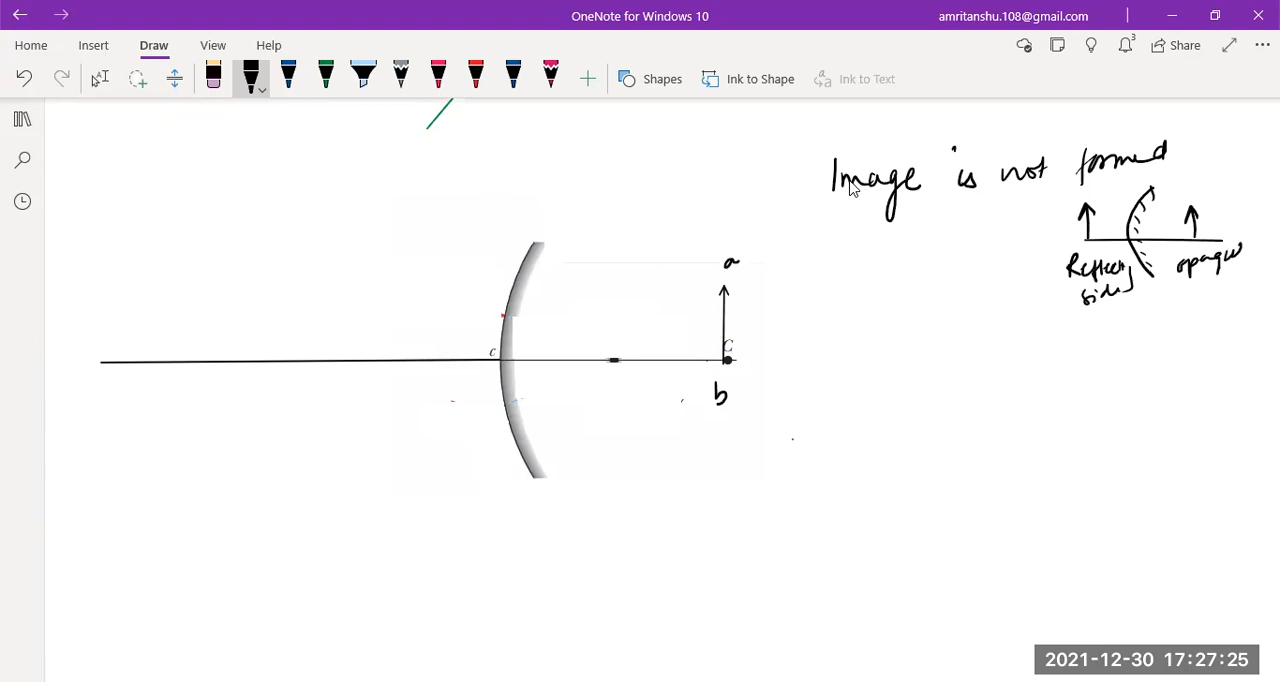 OneNote for Windows 10
amritanshu.108@gmail.com
Home Insert Draw View Help
3
Share
Shapes
Ink to Shape
Ink to Text
Image is not formed
Reflecting side
opaque
a
c
C
b
2021-12-30 17:27:25